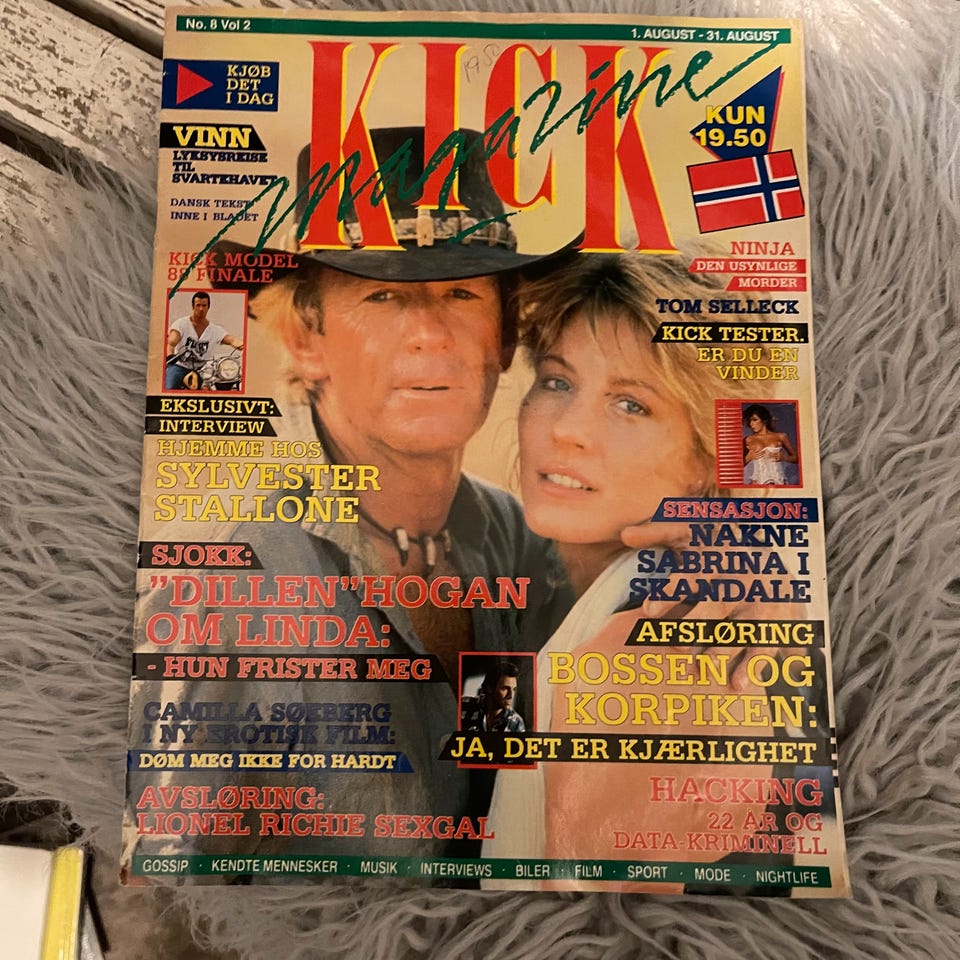 No. 8 Vol 2
1. AUGUST - 31. AUGUST
KJØB
DET
I DAG
KICK
magazine
19.50
KUN
19.50
VINN
LYKSYSREISE
TIL
SVARTEHAVET
DANSK TEKST
INNE I BLADET
KICK MODEL
88' FINALE
NINJA
DEN USYNLIGE
MORDER
TOM SELLECK
KICK TESTER.
ER DU EN
VINDER
EKSLUSIVT:
INTERVIEW
HJEMME HOS
SYLVESTER
STALLONE
SENSASJON:
NAKNE
SABRINA I
SKANDALE
SJOKK:
"DILLEN" HOGAN
OM LINDA:
- HUN FRISTER MEG
AFSLØRING
BOSSEN OG
KORPIKEN:
JA, DET ER KJÆRLIGHET
CAMILLA SØEBERG
I NY EROTISK FILM:
DØM MEG IKKE FOR HARDT
AVSLØRING:
LIONEL RICHIE SEXGAL
HACKING
22 ÅR OG
DATA-KRIMINELL
GOSSIP · KENDTE MENNESKER · MUSIK · INTERVIEWS · BILER · FILM · SPORT · MODE · NIGHTLIFE